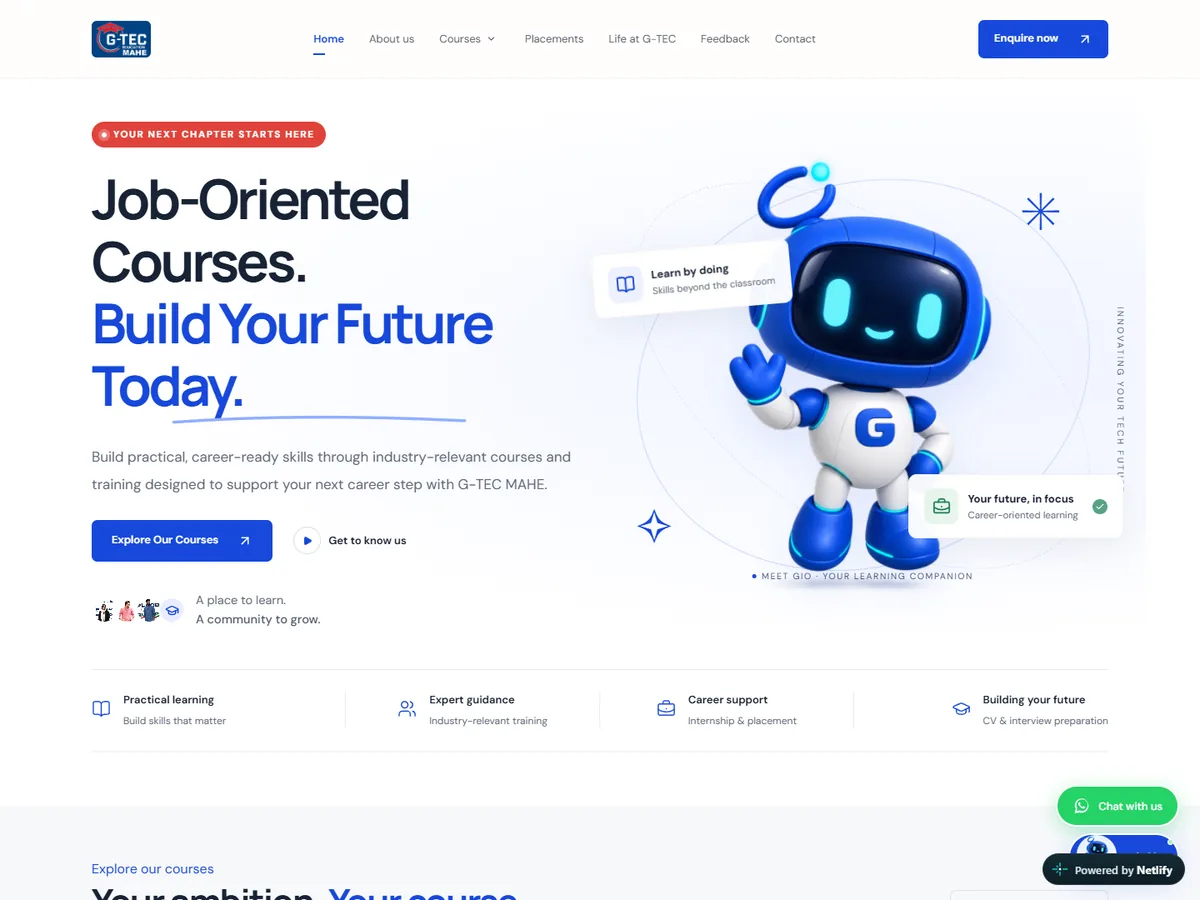 G-TEC
EDUCATION
MAHE
Home
About us
Courses
Placements
Life at G-TEC
Feedback
Contact
Enquire now
YOUR NEXT CHAPTER STARTS HERE
Job-Oriented
Courses.
Build Your Future
Today.
Build practical, career-ready skills through industry-relevant courses and
training designed to support your next career step with G-TEC MAHE.
Explore Our Courses
Get to know us
A place to learn.
A community to grow.
Learn by doing
Skills beyond the classroom
G
INNOVATING YOUR TECH
Your future, in focus
Career-oriented learning
MEET GIO · YOUR LEARNING COMPANION
Practical learning
Build skills that matter
Expert guidance
Industry-relevant training
Career support
Internship & placement
Building your future
CV & interview preparation
Chat with us
Powered by Netlify
Explore our courses
Your ambition. Your course